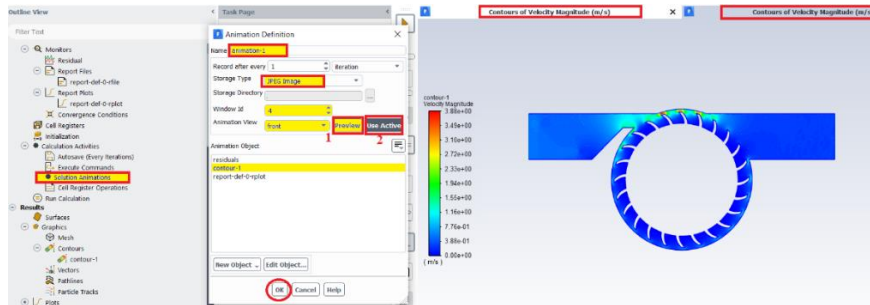 Outline View
Filter Text
Monitors
Residual
Report Files
report-def-0-rfile
Report Plots
report-def-0-rplot
Convergence Conditions
Cell Registers
Initialization
Calculation Activities
Autosave (Every Iterations)
Execute Commands
Solution Animations
Cell Register Operations
Run Calculation
Results
Surfaces
Graphics
Mesh
Contours
contour-1
Vectors
Pathlines
Particle Tracks
Plots
Task Page
Animation Definition
Name animation-1
Record after every 1 Iteration
Storage Type JPEG Image
Storage Directory ...
Window Id 4
Animation View front Preview Use Active
1 2
Animation Object
residuals
contour-1
report-def-0-rplot
New Object Edit Object...
OK Cancel Help
Contours of Velocity Magnitude (m/s)
Contours of Velocity Magnitude (m/s
contour-1
Velocity Magnitude
3.88e+00
3.49e+00
3.10e+00
2.72e+00
2.33e+00
1.94e+00
1.55e+00
1.16e+00
7.76e-01
3.88e-01
0.00e+00
( m/s )